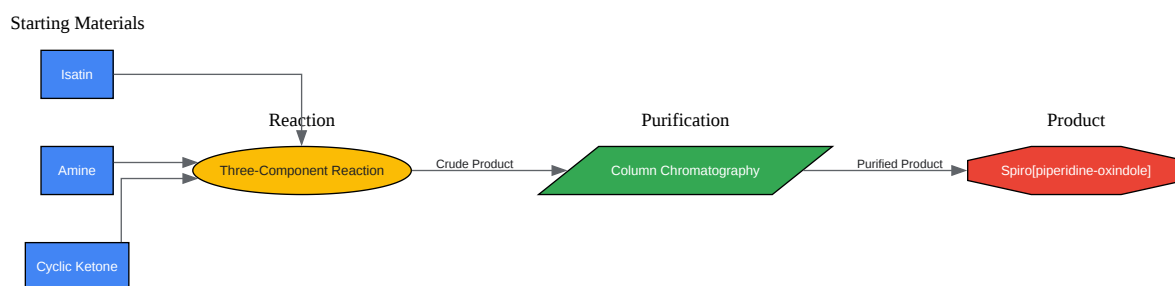 Starting Materials
Isatin
Reaction
Purification
Product
Amine
Three-Component Reaction
Crude Product
Column Chromatography
Purified Product
Spiro[piperidine-oxindole]
Cyclic Ketone